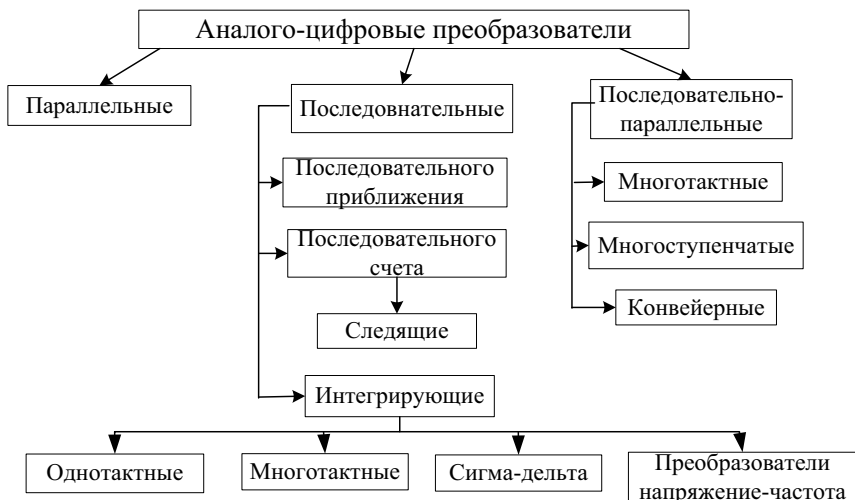 Аналого-цифровые преобразователи
Параллельные
Последовнательные
Последовательно-
параллельные
Последовательного
приближения
Многотактные
Последовательного
счета
Многоступенчатые
Следящие
Конвейерные
Интегрирующие
Однотактные
Многотактные
Сигма-дельта
Преобразователи
напряжение-частота